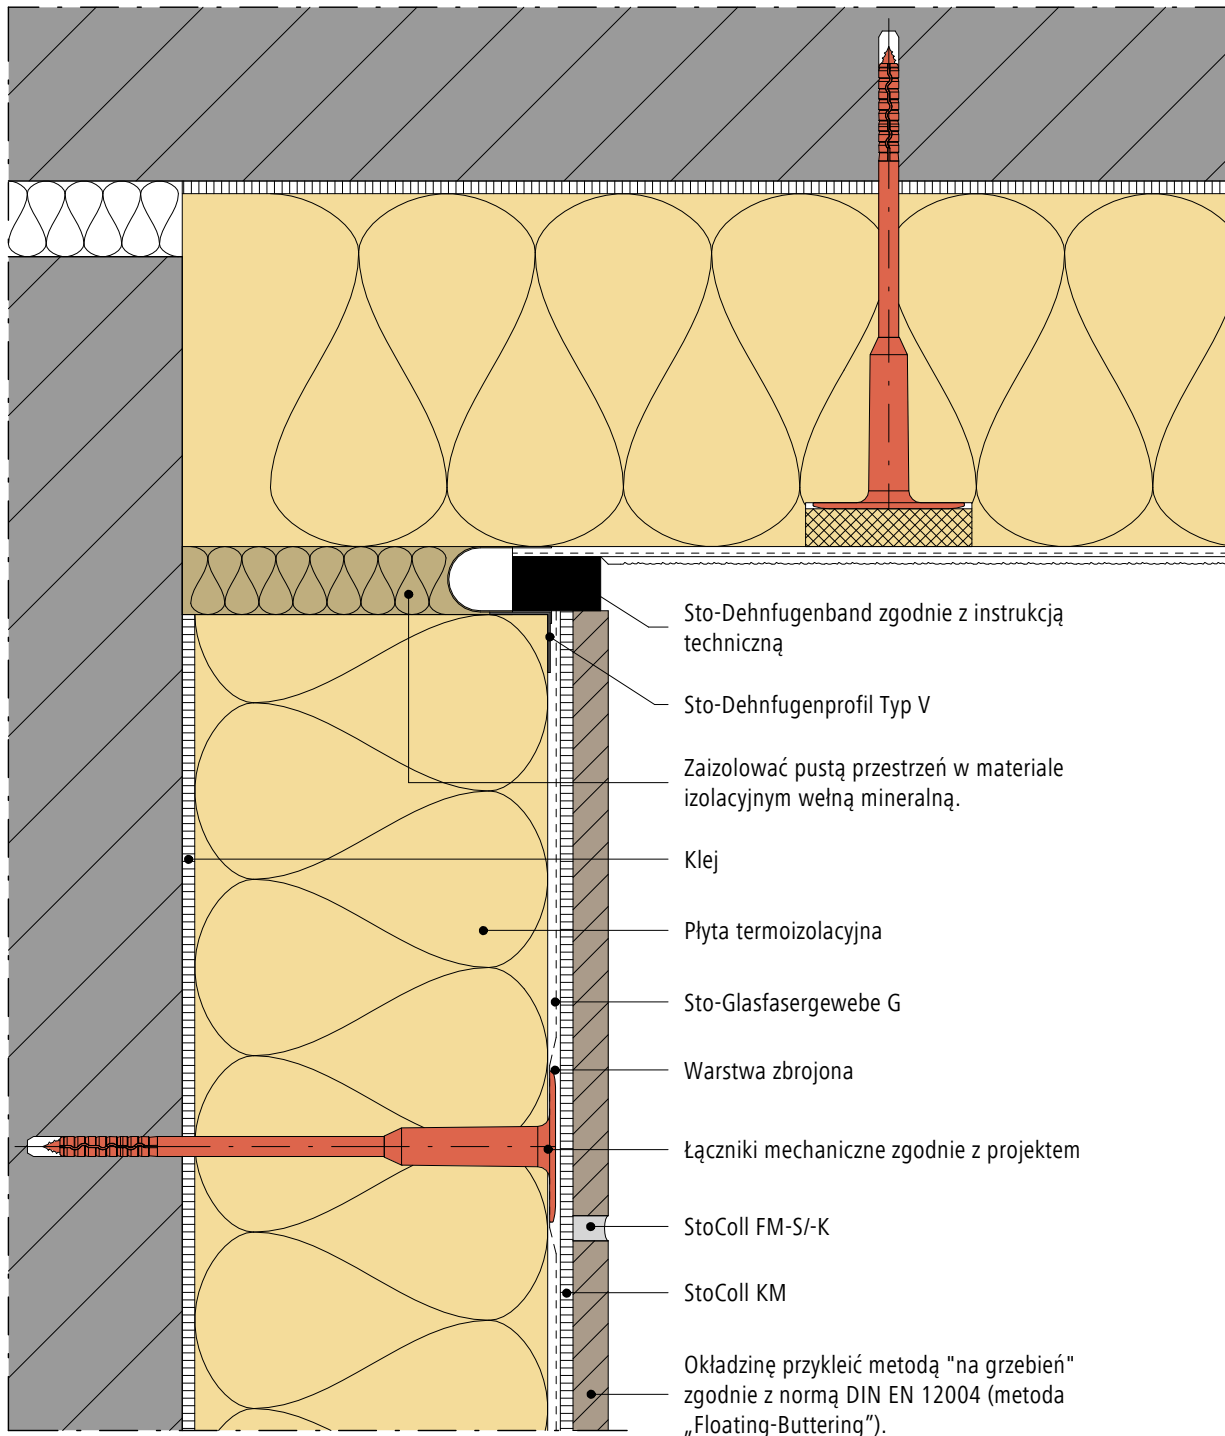 Sto-Dehnfugenband zgodnie z instrukcją
techniczną
Sto-Dehnfugenprofil Typ V
Zaizolować pustą przestrzeń w materiale
izolacyjnym wełną mineralną.
Klej
Płyta termoizolacyjna
Sto-Glasfasergewebe G
Warstwa zbrojona
Łączniki mechaniczne zgodnie z projektem
StoColl FM-S/-K
StoColl KM
Okładzinę przykleić metodą "na grzebień"
zgodnie z normą DIN EN 12004 (metoda
„Floating-Buttering”).